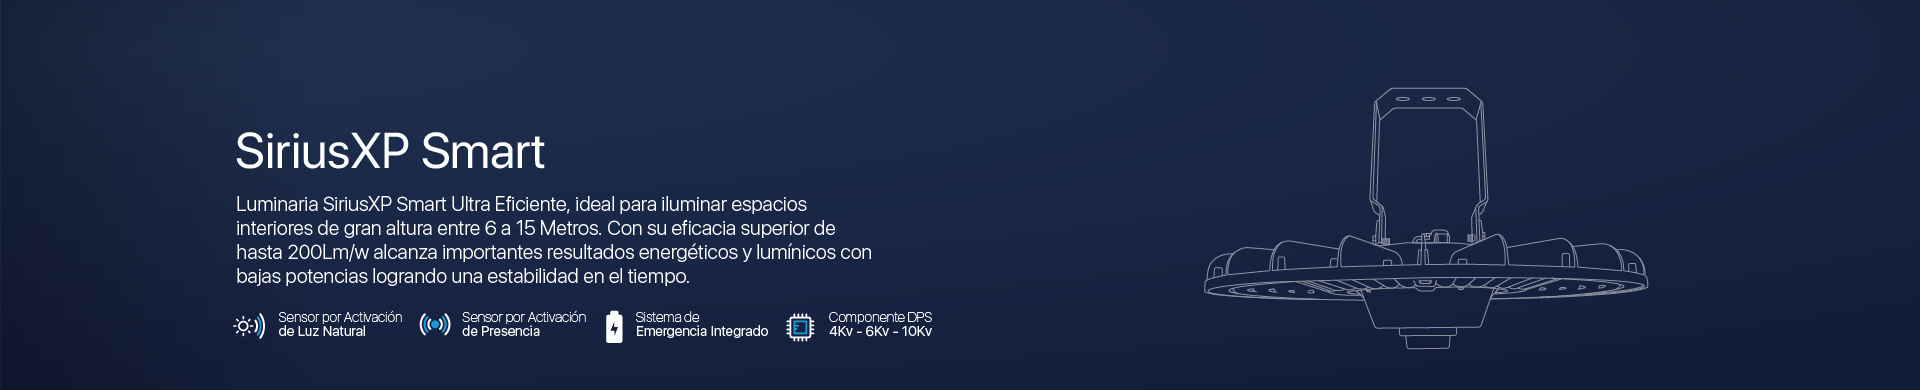 SiriusXP Smart
Luminaria SiriusXP Smart Ultra Eficiente, ideal para iluminar espacios
interiores de gran altura entre 6 a 15 Metros. Con su eficacia superior de
hasta 200Lm/w alcanza importantes resultados energéticos y lumínicos con
bajas potencias logrando una estabilidad en el tiempo.
Sensor por Activación
de Luz Natural
Sensor por Activación
de Presencia
Sistema de
Emergencia Integrado
Componente DPS
4Kv - 6Kv - 10Kv